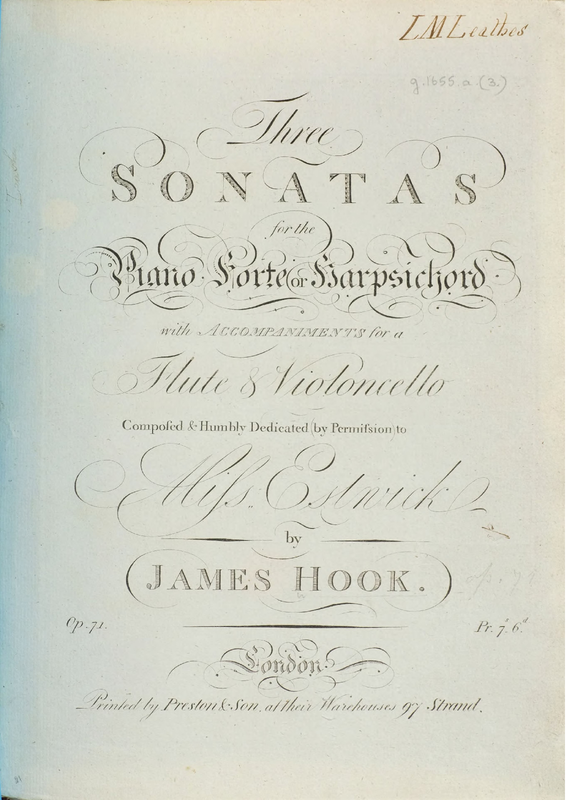 L M Leathes
g.1655.a.(3.)
Three
SONATAS
for the
Piano Forte (or Harpsichord
with ACCOMPANIMENTS for a
Flute & Violoncello
Compoſed & Humbly Dedicated (by Permiſsion) to
Miſs Estwick
by
JAMES HOOK.
op. 71
Op. 71. Pr. 7s. 6d
London
Printed by Preston & Son, at their Warehouses 97 Strand.